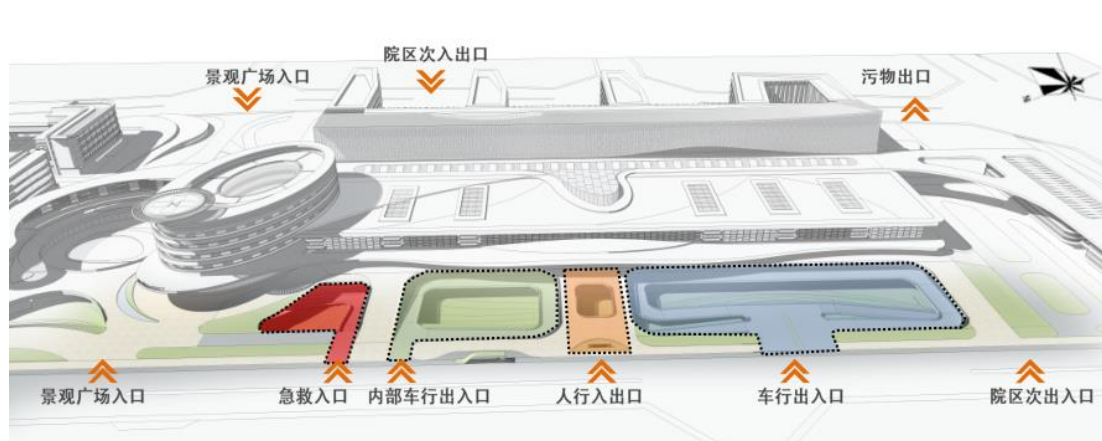 院区次入出口
景观广场入口
污物出口
景观广场入口
急救入口
内部车行出入口
人行入出口
车行出入口
院区次出入口